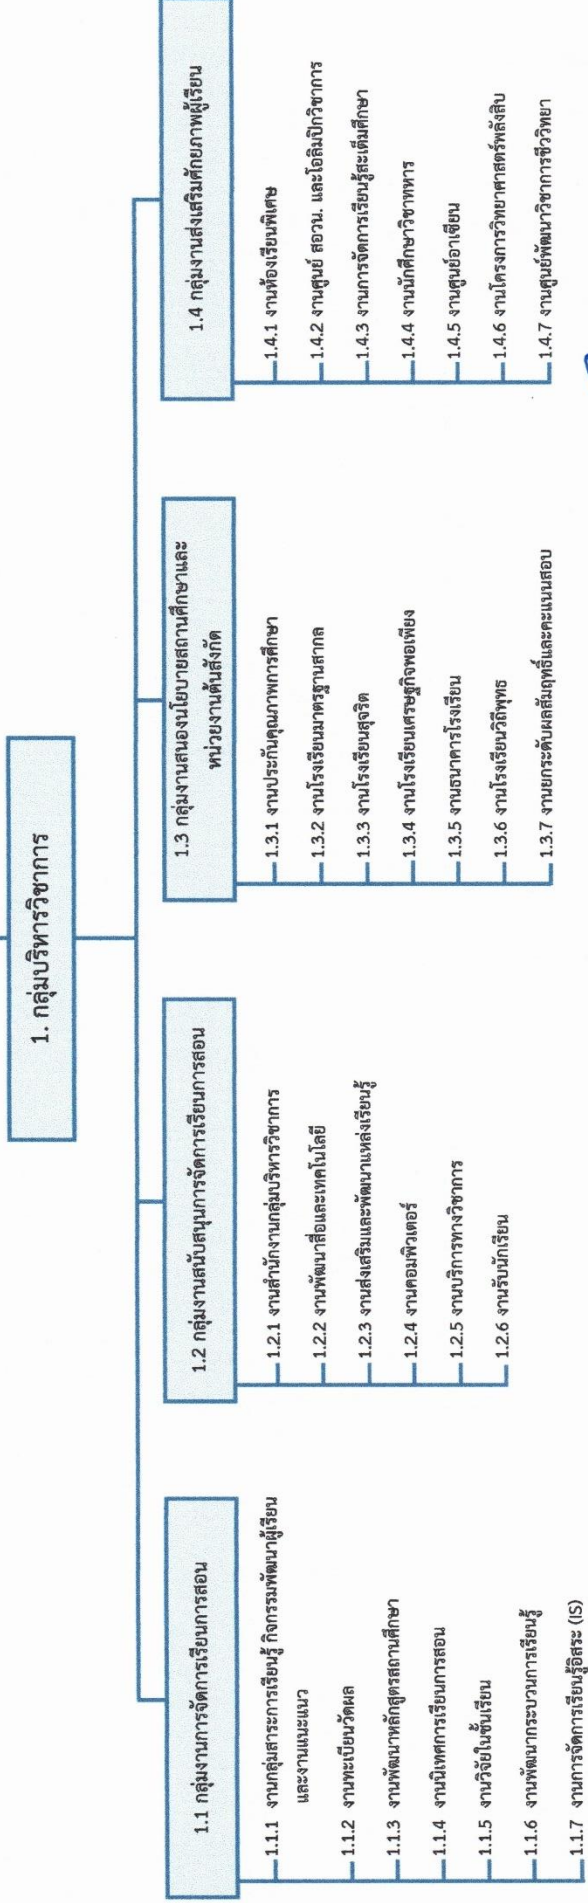 1. กลุ่มบริหารวิชาการ
1.1 กลุ่มงานการจัดการเรียนการสอน
1.1.1 งานกลุ่มสาระการเรียนรู้ กิจกรรมพัฒนาผู้เรียน
และงานแนะแนว
1.1.2 งานทะเบียนวัดผล
1.1.3 งานพัฒนาหลักสูตรสถานศึกษา
1.1.4 งานนิเทศการเรียนการสอน
1.1.5 งานวิจัยในชั้นเรียน
1.1.6 งานพัฒนากระบวนการเรียนรู้
1.1.7 งานการจัดการเรียนรู้อิสระ (IS)
1.2 กลุ่มงานสนับสนุนการจัดการเรียนการสอน
1.2.1 งานสำนักงานกลุ่มบริหารวิชาการ
1.2.2 งานพัฒนาสื่อและเทคโนโลยี
1.2.3 งานส่งเสริมและพัฒนาแหล่งเรียนรู้
1.2.4 งานคอมพิวเตอร์
1.2.5 งานบริการทางวิชาการ
1.2.6 งานรับนักเรียน
1.3 กลุ่มงานสนองนโยบายสถานศึกษาและ
หน่วยงานต้นสังกัด
1.3.1 งานประกันคุณภาพการศึกษา
1.3.2 งานโรงเรียนมาตรฐานสากล
1.3.3 งานโรงเรียนสุจริต
1.3.4 งานโรงเรียนเศรษฐกิจพอเพียง
1.3.5 งานธนาคารโรงเรียน
1.3.6 งานโรงเรียนวิถีพุทธ
1.3.7 งานยกระดับผลสัมฤทธิ์และคะแนนสอบ
1.4 กลุ่มงานส่งเสริมศักยภาพผู้เรียน
1.4.1 งานห้องเรียนพิเศษ
1.4.2 งานศูนย์ สอวน. และโอลิมปิกวิชาการ
1.4.3 งานการจัดการเรียนรู้สะเต็มศึกษา
1.4.4 งานนักศึกษาวิชาทหาร
1.4.5 งานศูนย์อาเซียน
1.4.6 งานโครงการวิทยาศาสตร์พลังสิบ
1.4.7 งานศูนย์พัฒนาวิชาการชีววิทยา